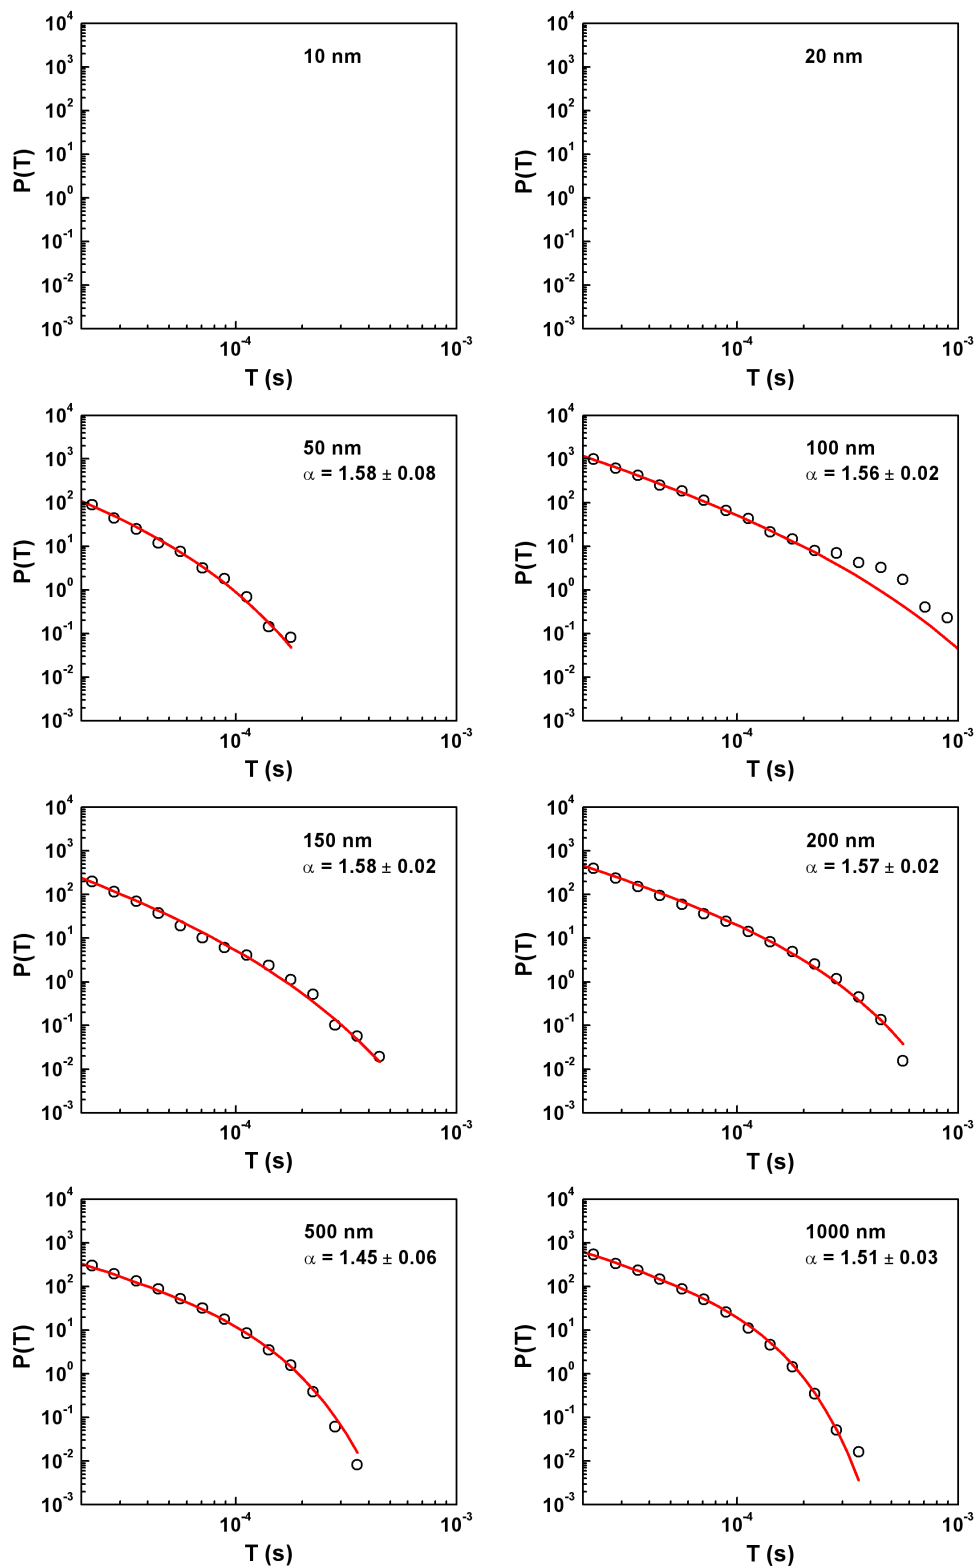 10⁴
10³
10²
10¹
10⁰
10⁻¹
10⁻²
10⁻³
P(T)
10 nm
10⁻⁴
10⁻³
T (s)
10⁴
10³
10²
10¹
10⁰
10⁻¹
10⁻²
10⁻³
P(T)
20 nm
10⁻⁴
10⁻³
T (s)
10⁴
10³
10²
10¹
10⁰
10⁻¹
10⁻²
10⁻³
P(T)
50 nm
α = 1.58 ± 0.08
10⁻⁴
10⁻³
T (s)
10⁴
10³
10²
10¹
10⁰
10⁻¹
10⁻²
10⁻³
P(T)
100 nm
α = 1.56 ± 0.02
10⁻⁴
10⁻³
T (s)
10⁴
10³
10²
10¹
10⁰
10⁻¹
10⁻²
10⁻³
P(T)
150 nm
α = 1.58 ± 0.02
10⁻⁴
10⁻³
T (s)
10⁴
10³
10²
10¹
10⁰
10⁻¹
10⁻²
10⁻³
P(T)
200 nm
α = 1.57 ± 0.02
10⁻⁴
10⁻³
T (s)
10⁴
10³
10²
10¹
10⁰
10⁻¹
10⁻²
10⁻³
P(T)
500 nm
α = 1.45 ± 0.06
10⁻⁴
10⁻³
T (s)
10⁴
10³
10²
10¹
10⁰
10⁻¹
10⁻²
10⁻³
P(T)
1000 nm
α = 1.51 ± 0.03
10⁻⁴
10⁻³
T (s)